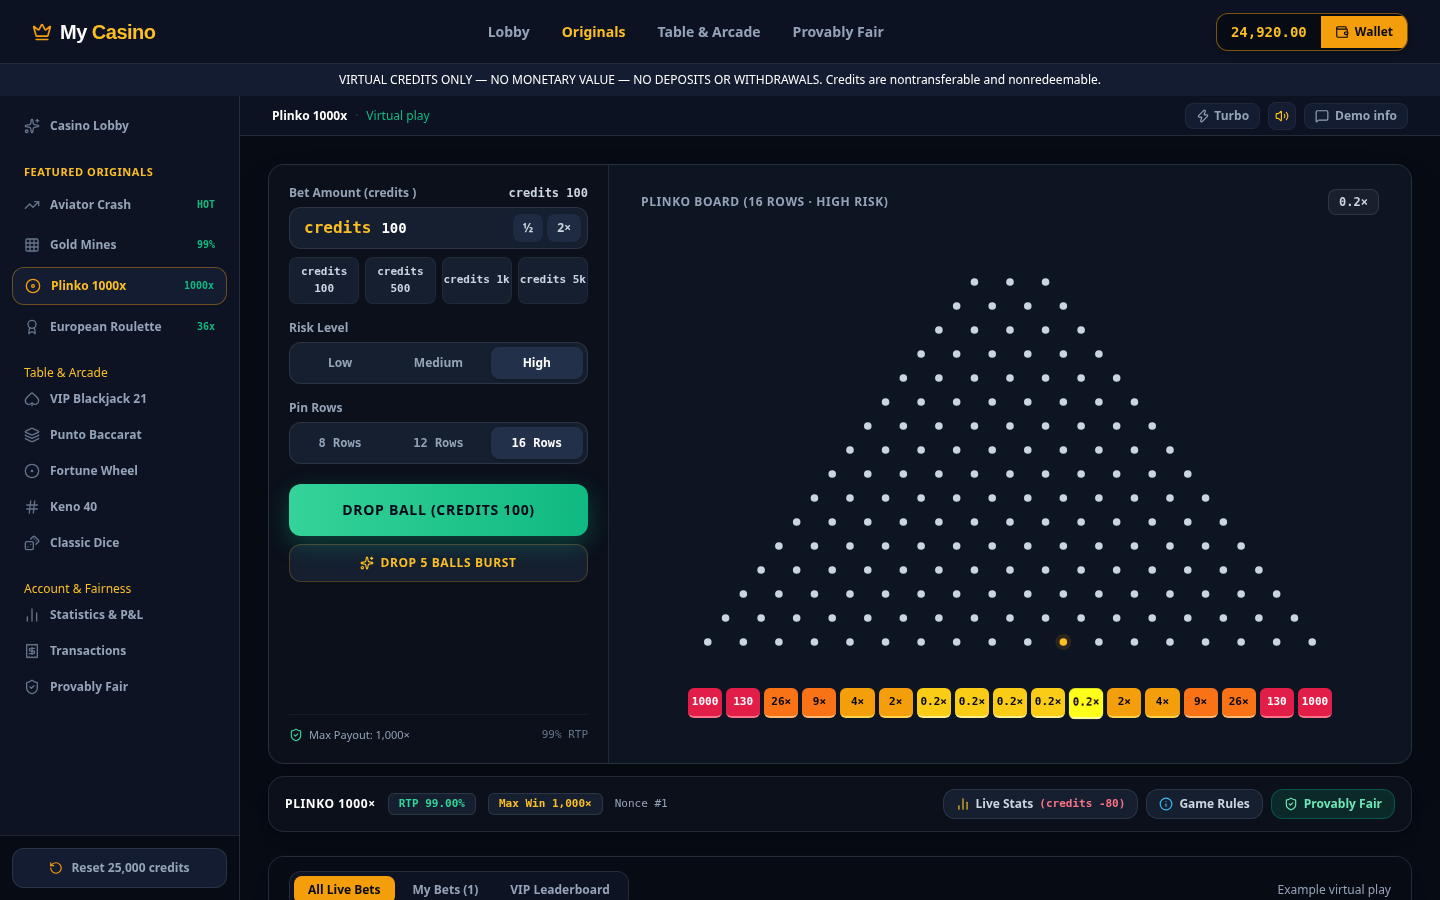 My Casino
Lobby
Originals
Table & Arcade
Provably Fair
24,920.00
Wallet
VIRTUAL CREDITS ONLY — NO MONETARY VALUE — NO DEPOSITS OR WITHDRAWALS. Credits are nontransferable and nonredeemable.
Casino Lobby
FEATURED ORIGINALS
Aviator Crash HOT
Gold Mines 99%
Plinko 1000x 1000x
European Roulette 36x
Table & Arcade
VIP Blackjack 21
Punto Baccarat
Fortune Wheel
Keno 40
Classic Dice
Account & Fairness
Statistics & P&L
Transactions
Provably Fair
Reset 25,000 credits
Plinko 1000x · Virtual play
Turbo
Demo info
Bet Amount (credits ) credits 100
credits 100 ½ 2×
credits 100
credits 500
credits 1k
credits 5k
Risk Level
Low Medium High
Pin Rows
8 Rows 12 Rows 16 Rows
DROP BALL (CREDITS 100)
DROP 5 BALLS BURST
Max Payout: 1,000× 99% RTP
PLINKO BOARD (16 ROWS · HIGH RISK) 0.2×
1000 130 26× 9× 4× 2× 0.2× 0.2× 0.2× 0.2× 0.2× 2× 4× 9× 26× 130 1000
PLINKO 1000× RTP 99.00% Max Win 1,000× Nonce #1
Live Stats (credits -80)
Game Rules
Provably Fair
All Live Bets
My Bets (1)
VIP Leaderboard
Example virtual play